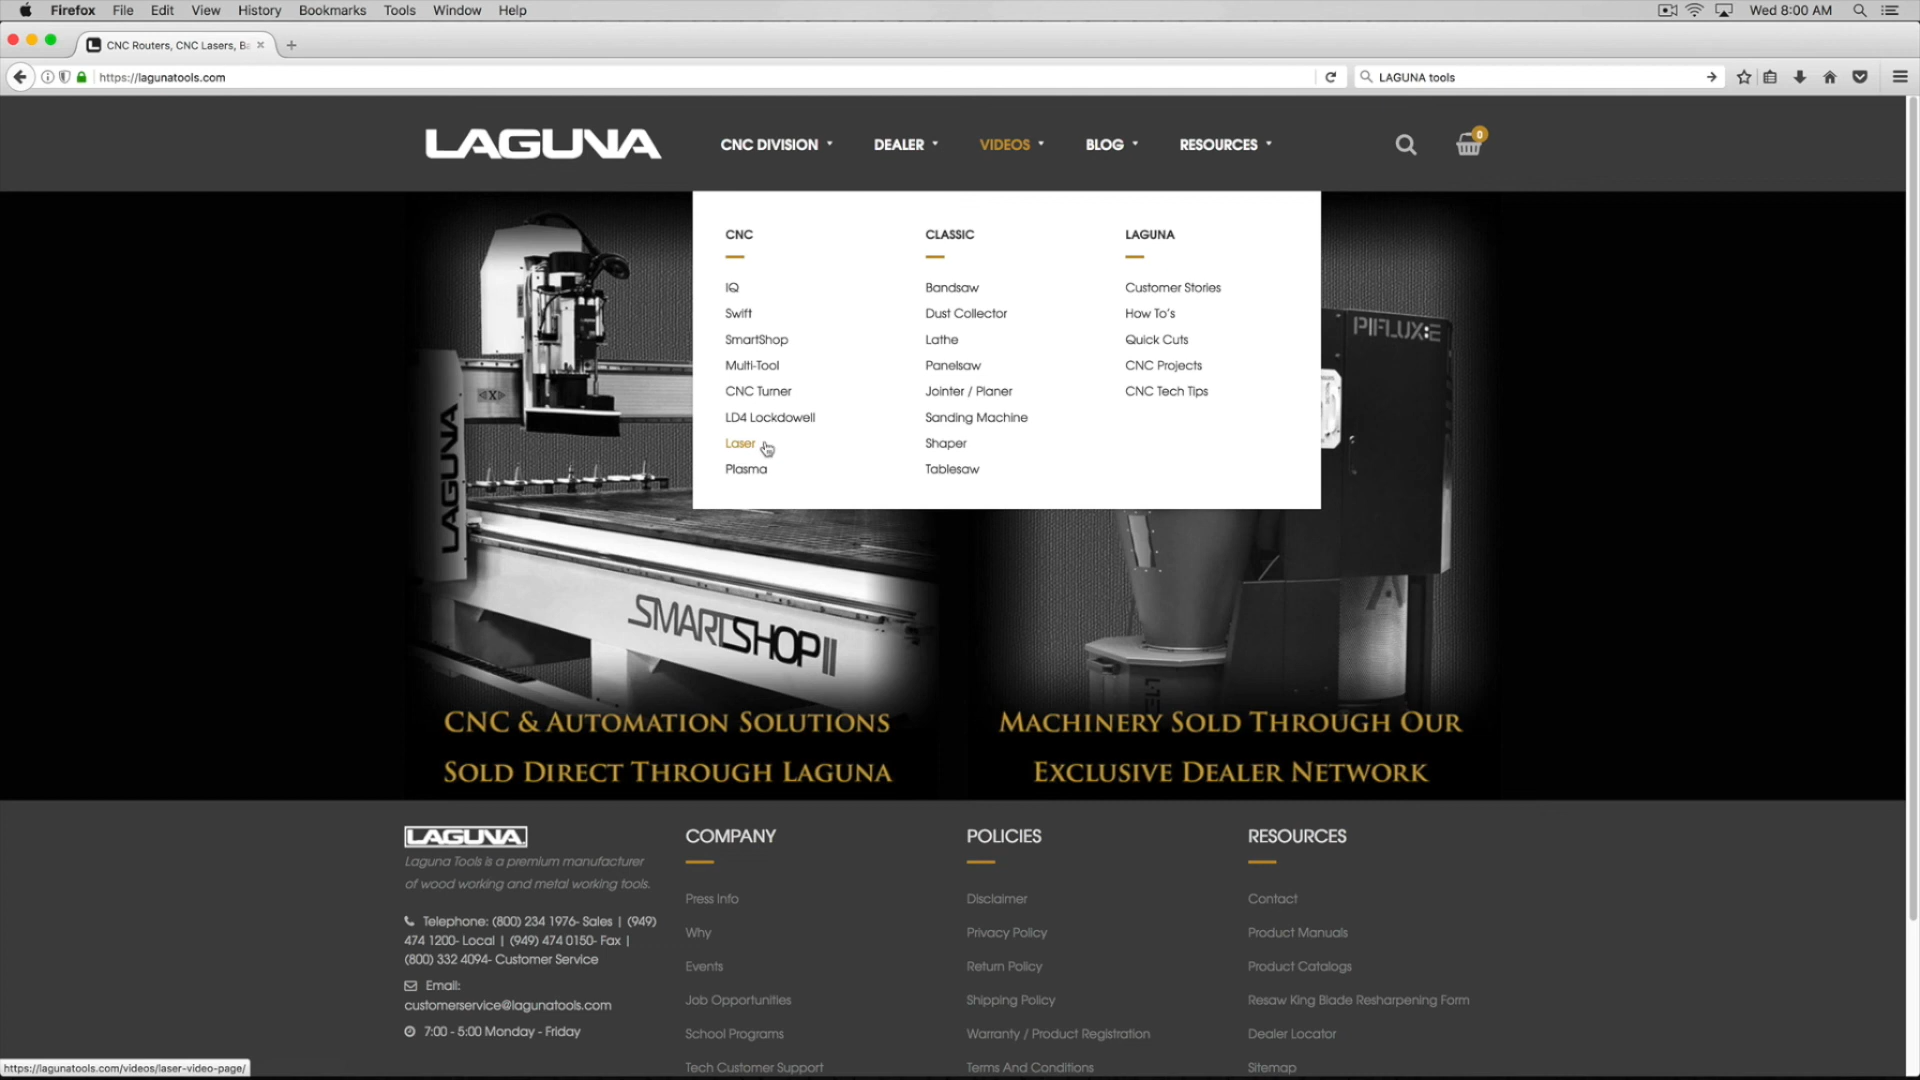 Firefox File Edit View History Bookmarks Tools Window Help
Wed 8:00 AM
CNC Routers, CNC Lasers, Ba
https://lagunatools.com
LAGUNA tools
LAGUNA
CNC DIVISION
DEALER
VIDEOS
BLOG
RESOURCES
0
CNC
IQ
Swift
SmartShop
Multi-Tool
CNC Turner
LD4 Lockdowell
Laser
Plasma
CLASSIC
Bandsaw
Dust Collector
Lathe
Panelsaw
Jointer / Planer
Sanding Machine
Shaper
Tablesaw
LAGUNA
Customer Stories
How To's
Quick Cuts
CNC Projects
CNC Tech Tips
LAGUNA
SMARTSHOP II
PIFLUX:E
CNC & AUTOMATION SOLUTIONS
SOLD DIRECT THROUGH LAGUNA
MACHINERY SOLD THROUGH OUR
EXCLUSIVE DEALER NETWORK
LAGUNA
Laguna Tools is a premium manufacturer
of wood working and metal working tools.
Telephone: (800) 234 1976- Sales | (949)
474 1200- Local | (949) 474 0150- Fax |
(800) 332 4094- Customer Service
Email:
customerservice@lagunatools.com
7:00 - 5:00 Monday - Friday
COMPANY
Press Info
Why
Events
Job Opportunities
School Programs
Tech Customer Support
POLICIES
Disclaimer
Privacy Policy
Return Policy
Shipping Policy
Warranty / Product Registration
Terms And Conditions
RESOURCES
Contact
Product Manuals
Product Catalogs
Resaw King Blade Resharpening Form
Dealer Locator
Sitemap
https://lagunatools.com/videos/laser-video-page/